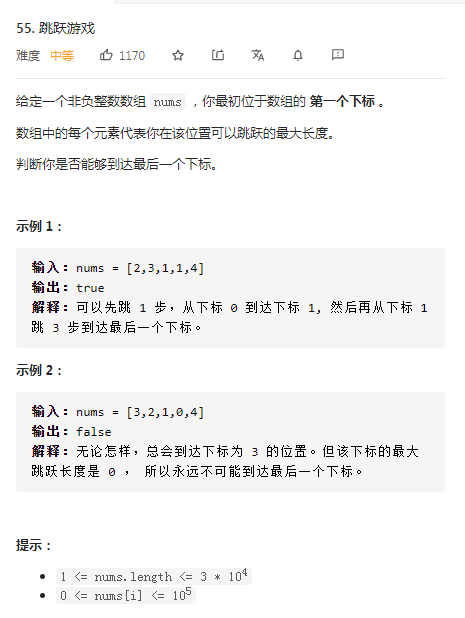 55. 跳跃游戏
难度 中等 1170
给定一个非负整数数组 nums ，你最初位于数组的 第一个下标 。
数组中的每个元素代表你在该位置可以跳跃的最大长度。
判断你是否能够到达最后一个下标。
示例 1：
输入：nums = [2,3,1,1,4]
输出：true
解释：可以先跳 1 步，从下标 0 到达下标 1, 然后再从下标 1
跳 3 步到达最后一个下标。
示例 2：
输入：nums = [3,2,1,0,4]
输出：false
解释：无论怎样，总会到达下标为 3 的位置。但该下标的最大
跳跃长度是 0 ， 所以永远不可能到达最后一个下标。
提示：
• 1 <= nums.length <= 3 * 10⁴
• 0 <= nums[i] <= 10⁵